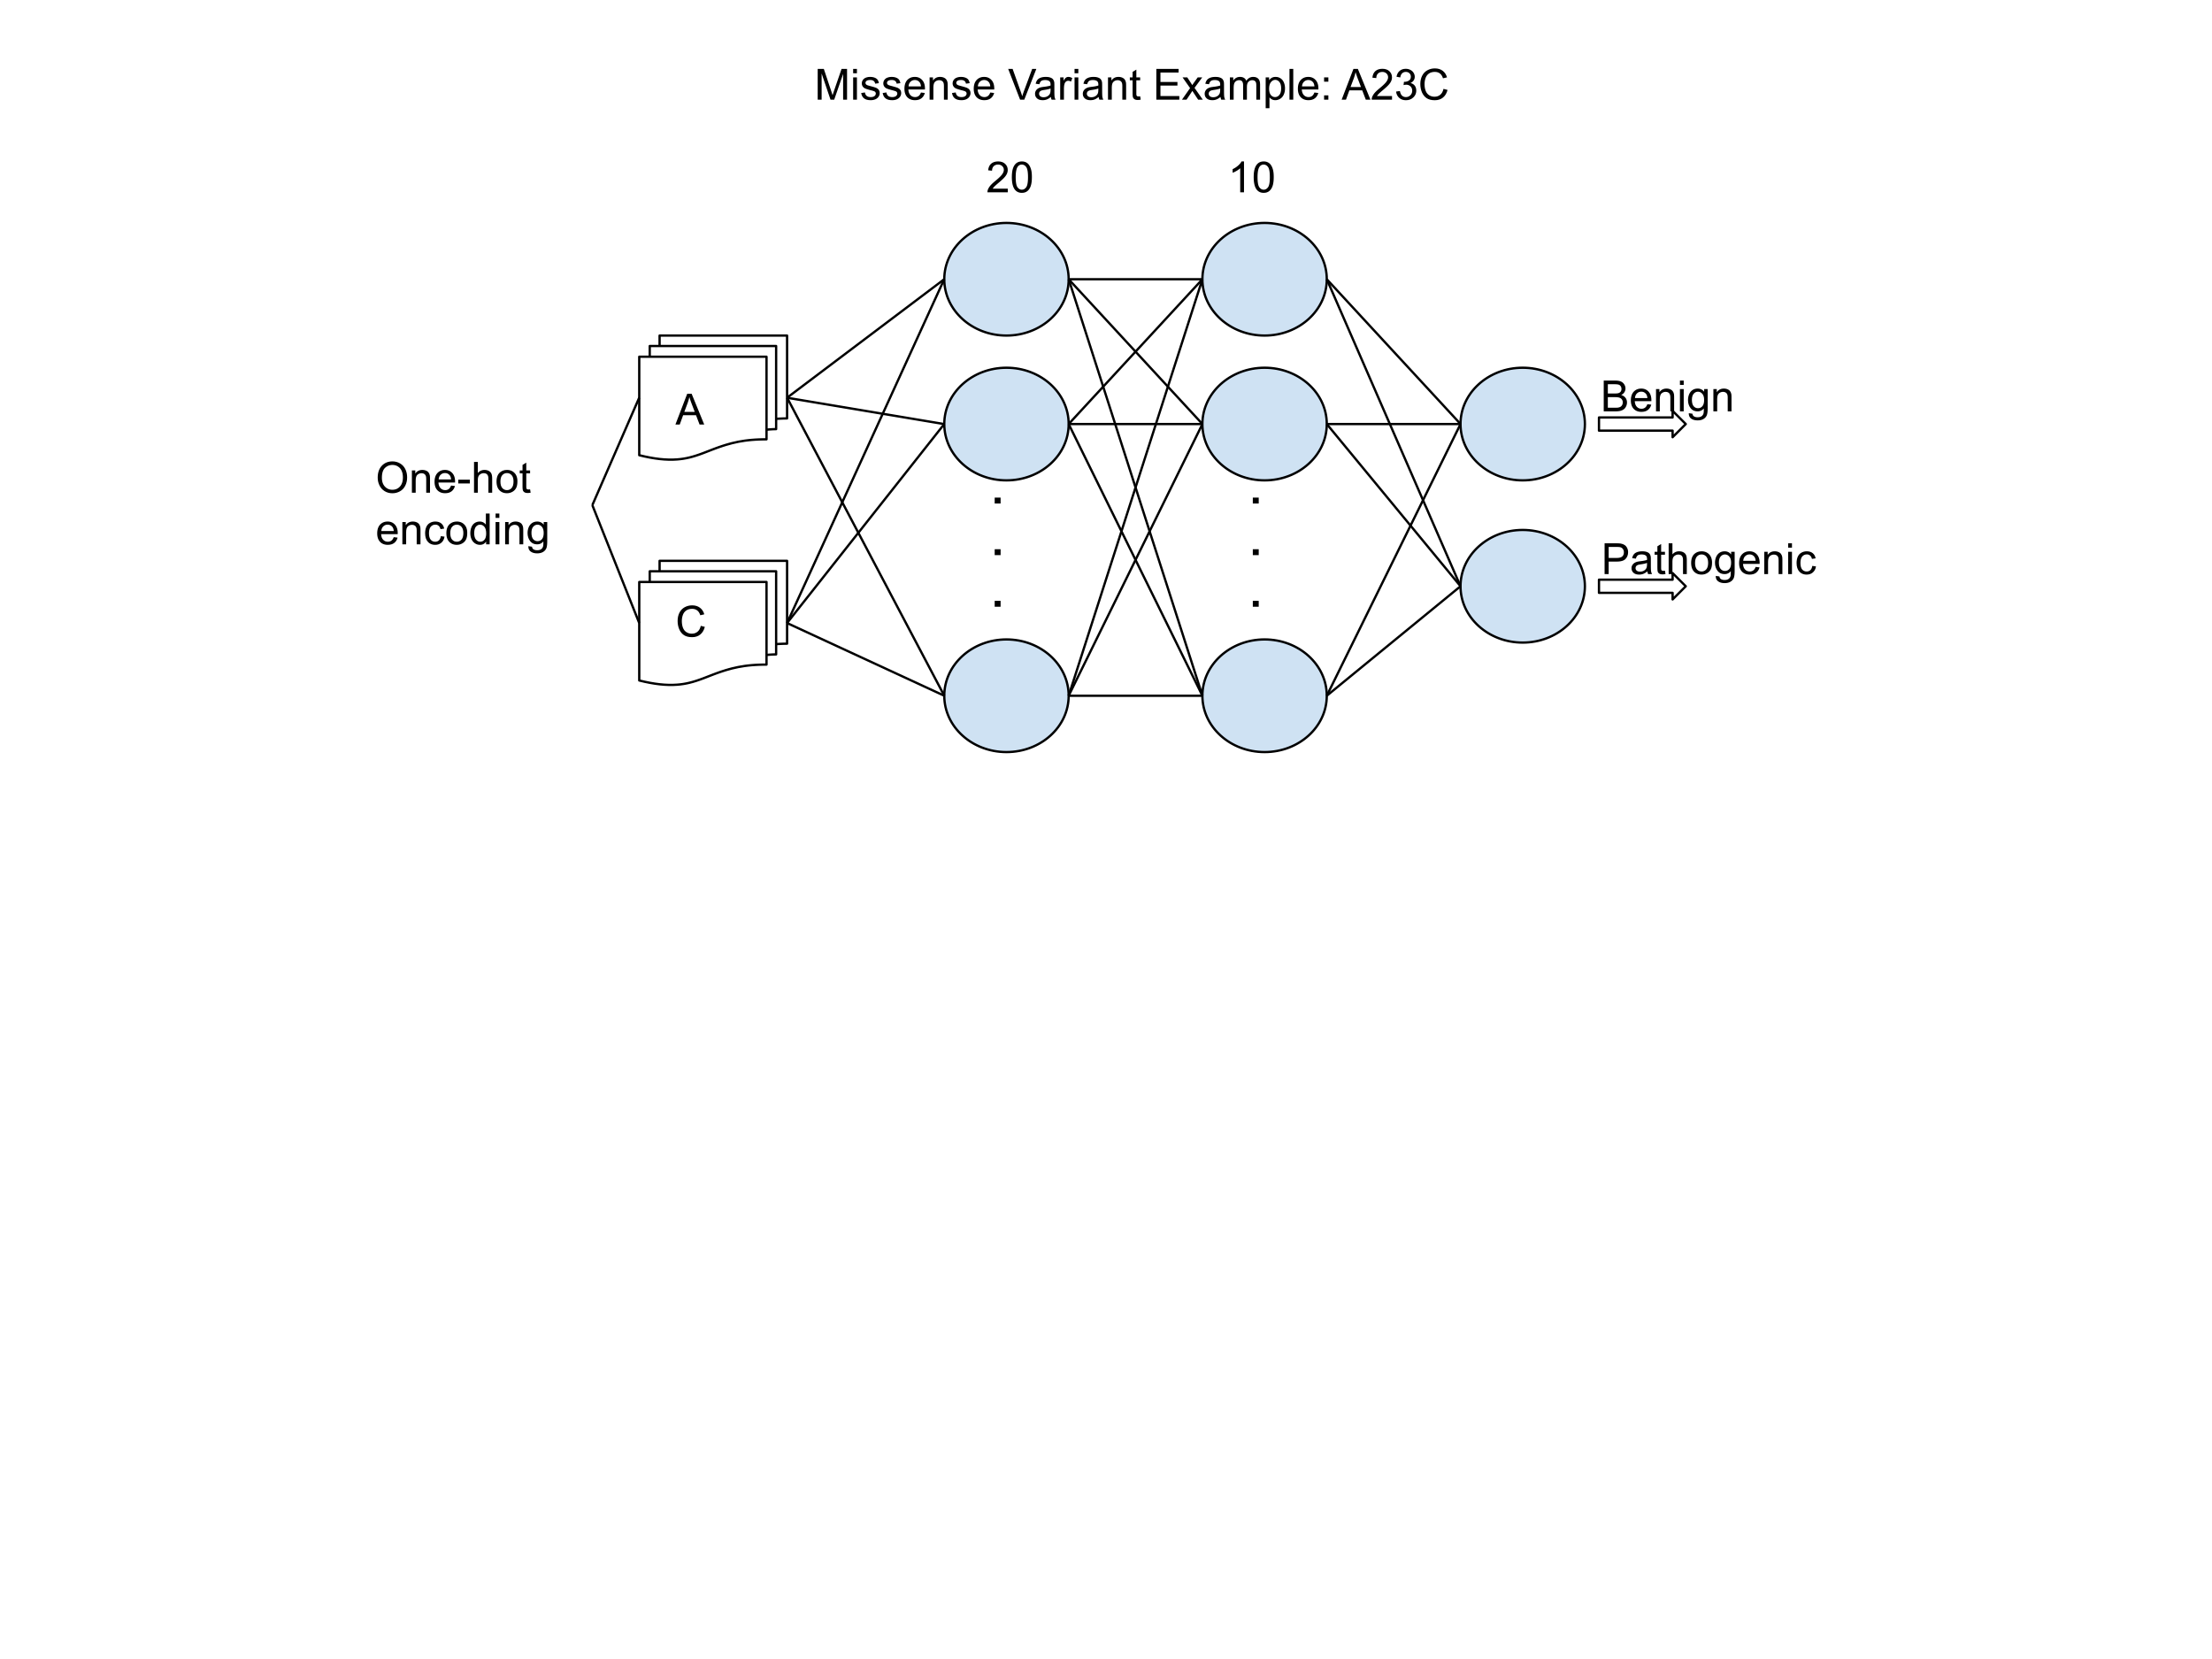 Missense Variant Example: A23C
20
10
A
One-hot
encoding
C
Benign
Pathogenic